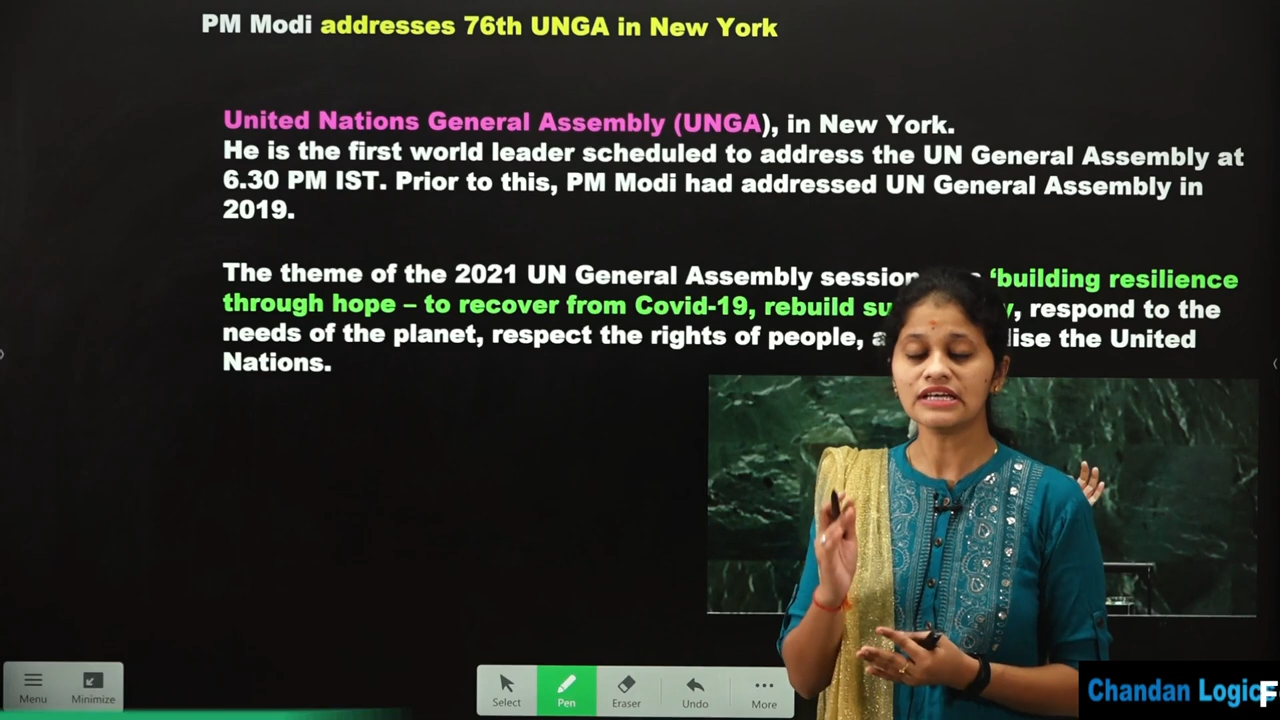 PM Modi addresses 76th UNGA in New York
United Nations General Assembly (UNGA), in New York.
He is the first world leader scheduled to address the UN General Assembly at
6.30 PM IST. Prior to this, PM Modi had addressed UN General Assembly in
2019.
The theme of the 2021 UN General Assembly session ‘building resilience
through hope – to recover from Covid-19, rebuild , respond to the
needs of the planet, respect the rights of people, the United
Nations.
Menu
Minimize
Select
Pen
Eraser
Undo
More
Chandan Logics
F